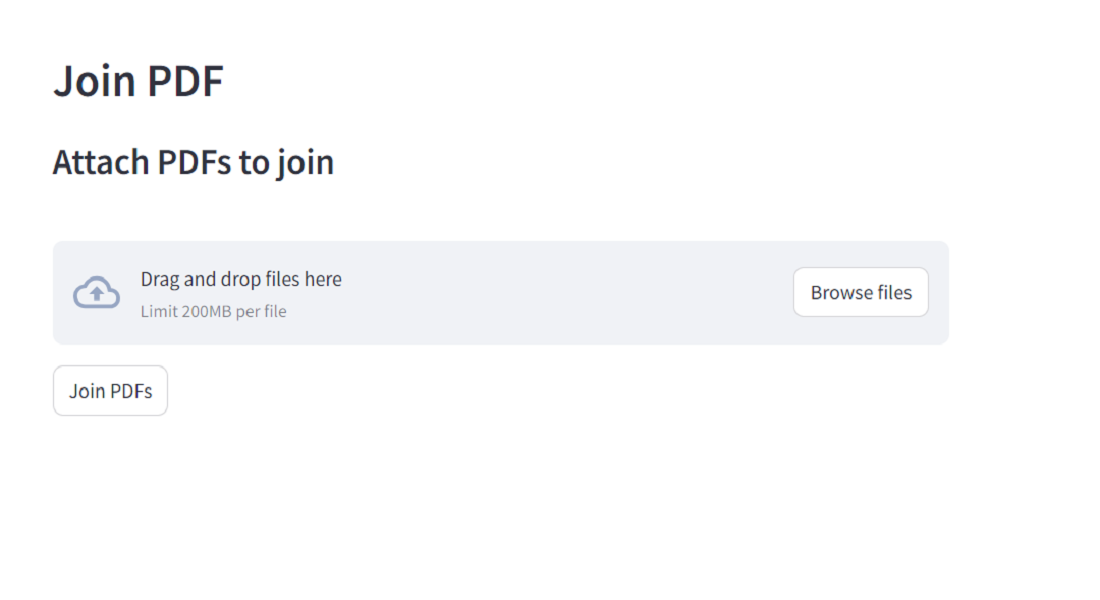 Join PDF
Attach PDFs to join
Drag and drop files here
Limit 200MB per file
Browse files
Join PDFs